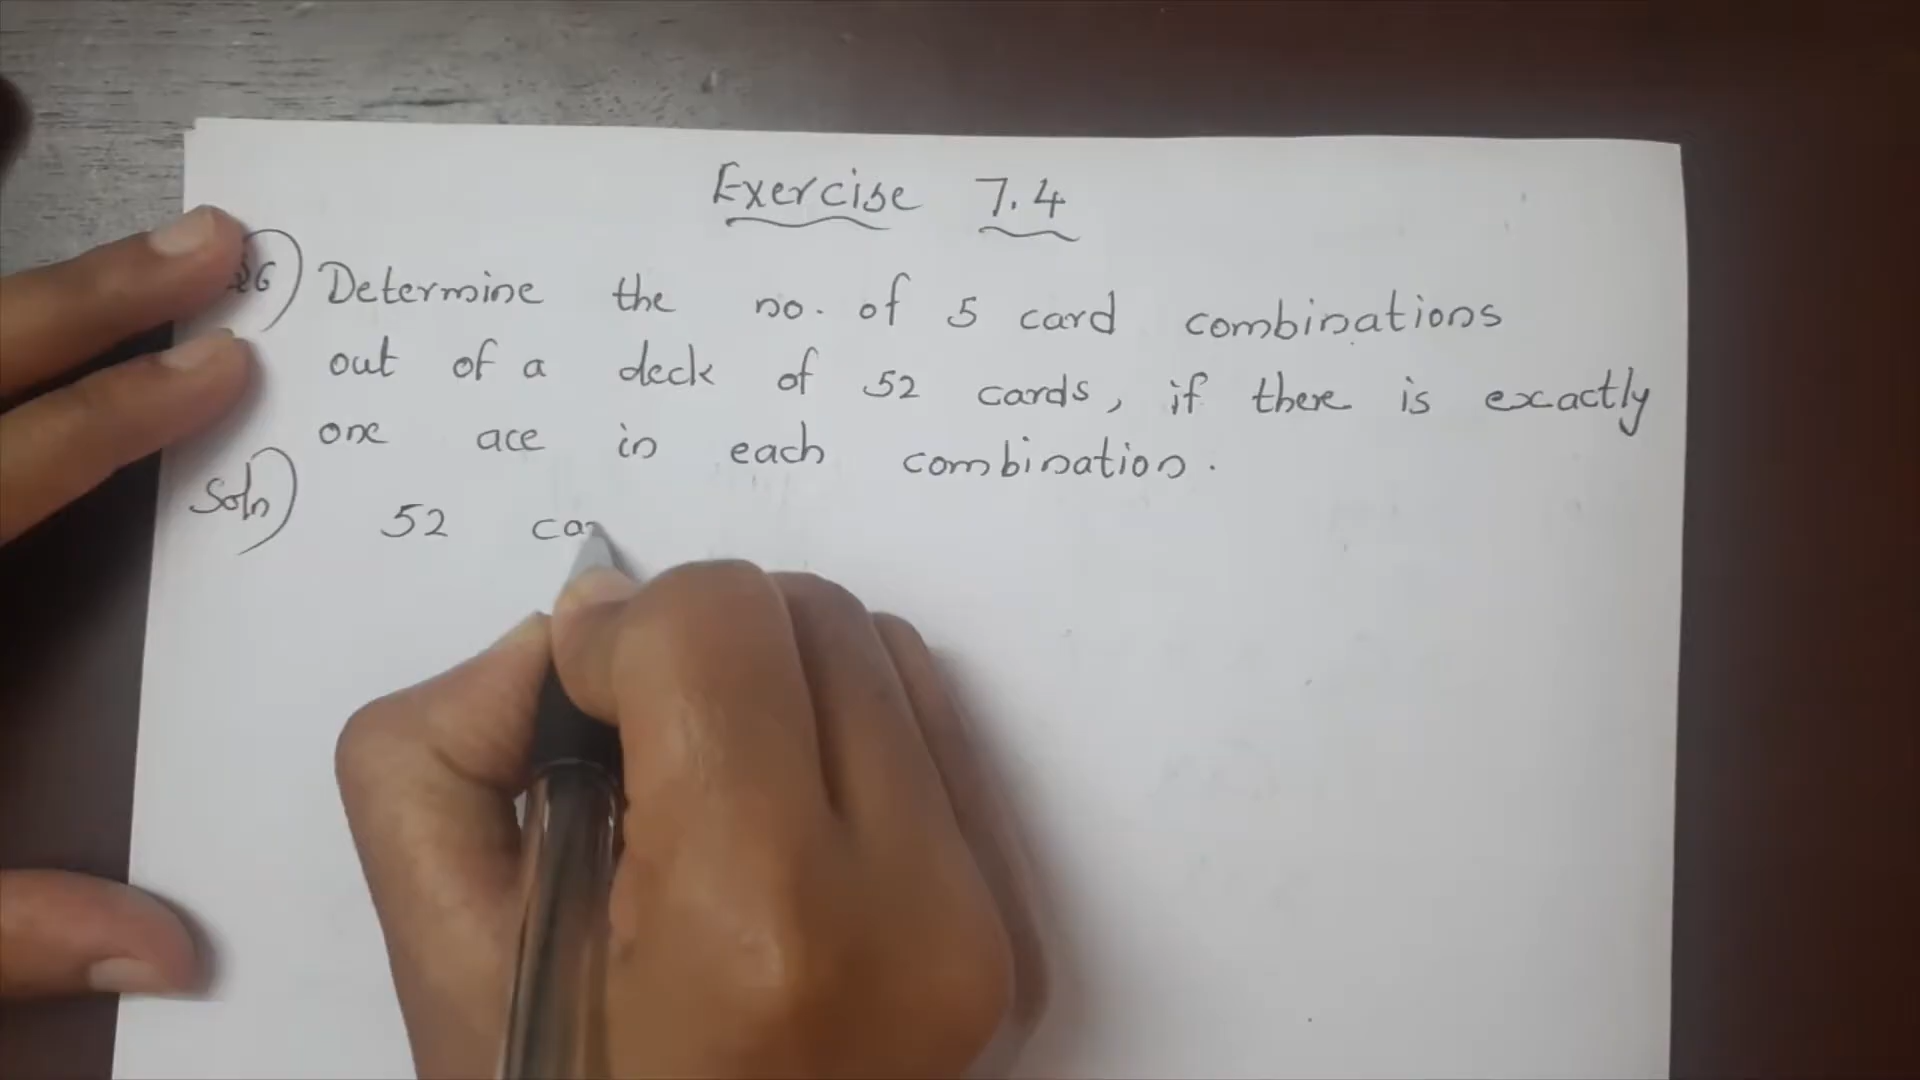 Exercise 7.4
Determine the no. of 5 card combinations
out of a deck of 52 cards, if there is exactly
one ace in each combination.
Soln) 52 car